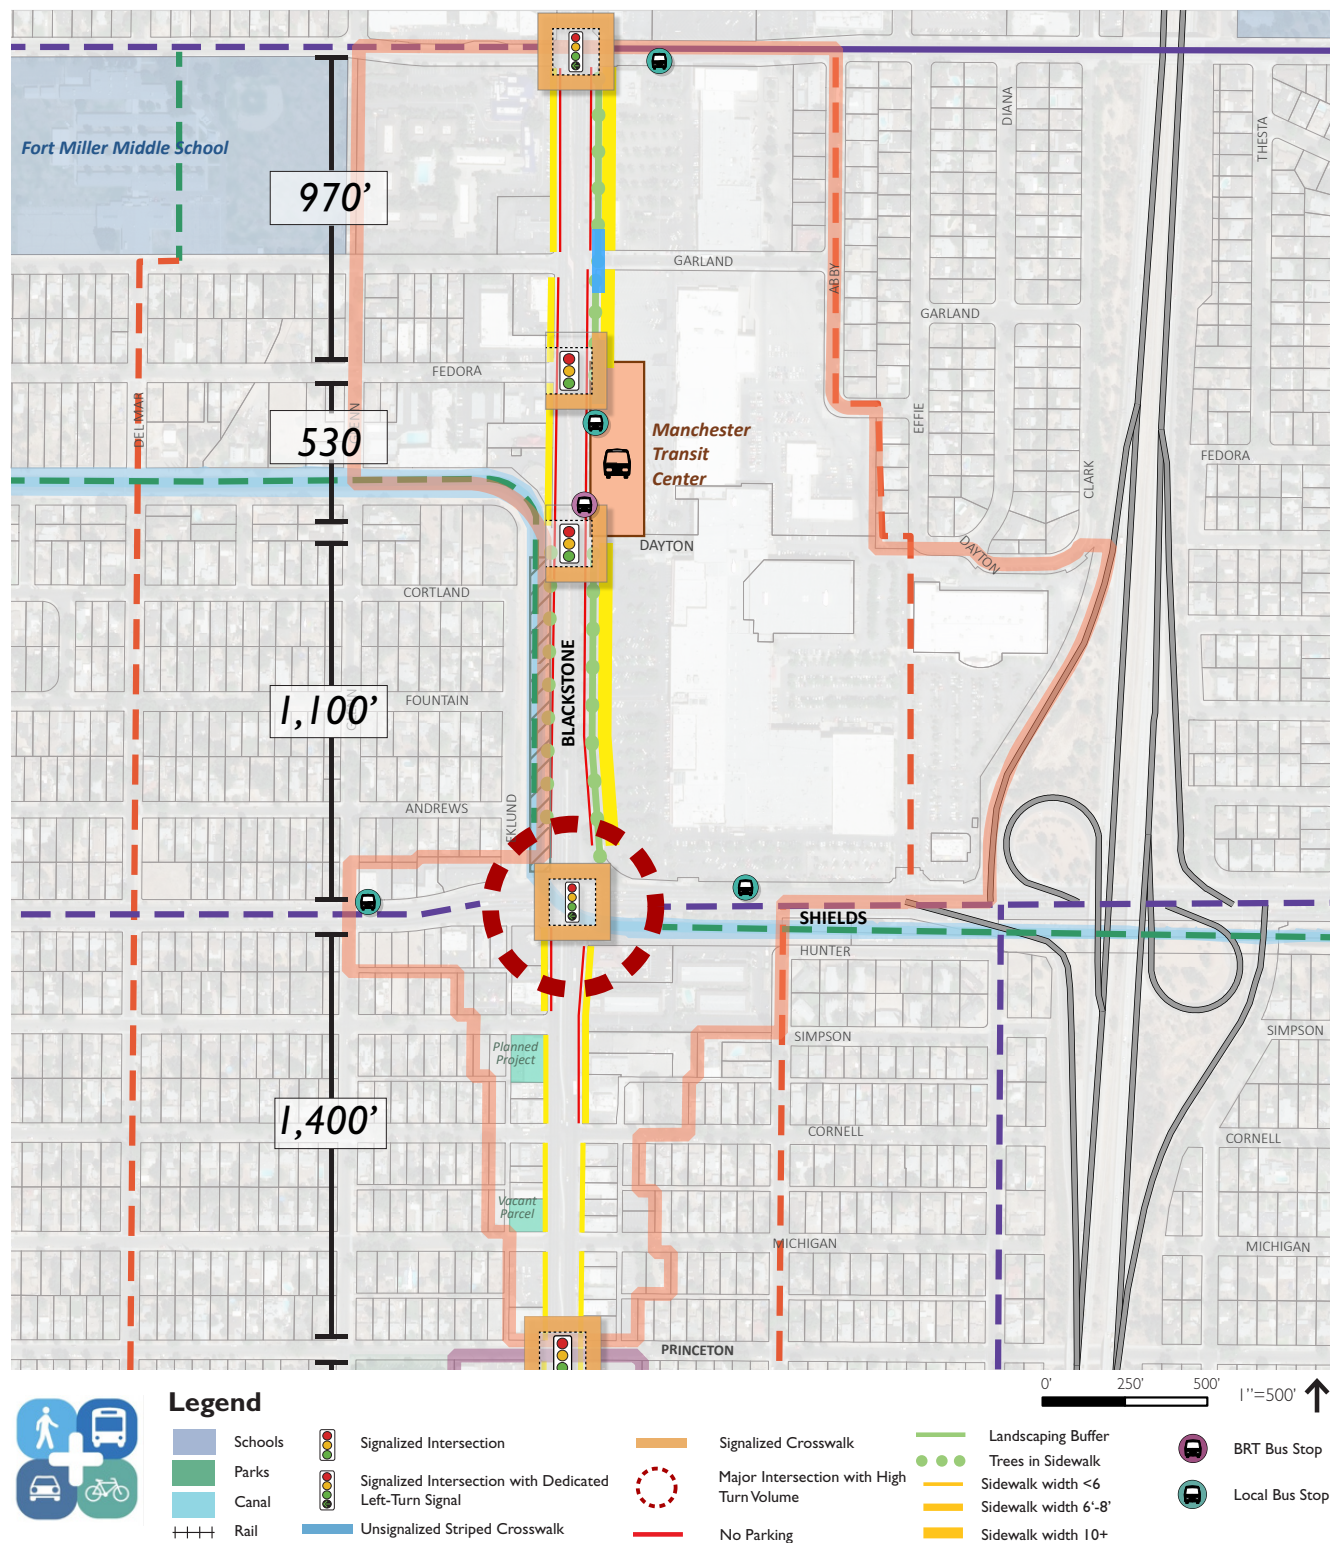 Fort Miller Middle School
970’
GARLAND
DIANA
THESTA
ABBY
GARLAND
FEDORA
DEL MAR
530
EFFIE
Manchester
Transit
Center
FEDORA
CLARK
DAYTON
DAYTON
CORTLAND
BLACKSTONE
FOUNTAIN
1,100’
ANDREWS
EKLUND
SHIELDS
HUNTER
SIMPSON
SIMPSON
Planned
Project
1,400’
CORNELL
CORNELL
Vacant
Parcel
MICHIGAN
MICHIGAN
PRINCETON
0' 250' 500'
1"=500'
Legend
Schools
Parks
Canal
Rail
Signalized Intersection
Signalized Intersection with Dedicated
Left-Turn Signal
Unsignalized Striped Crosswalk
Signalized Crosswalk
Major Intersection with High
Turn Volume
No Parking
Landscaping Buffer
Trees in Sidewalk
Sidewalk width <6
Sidewalk width 6'-8'
Sidewalk width 10+
BRT Bus Stop
Local Bus Stop